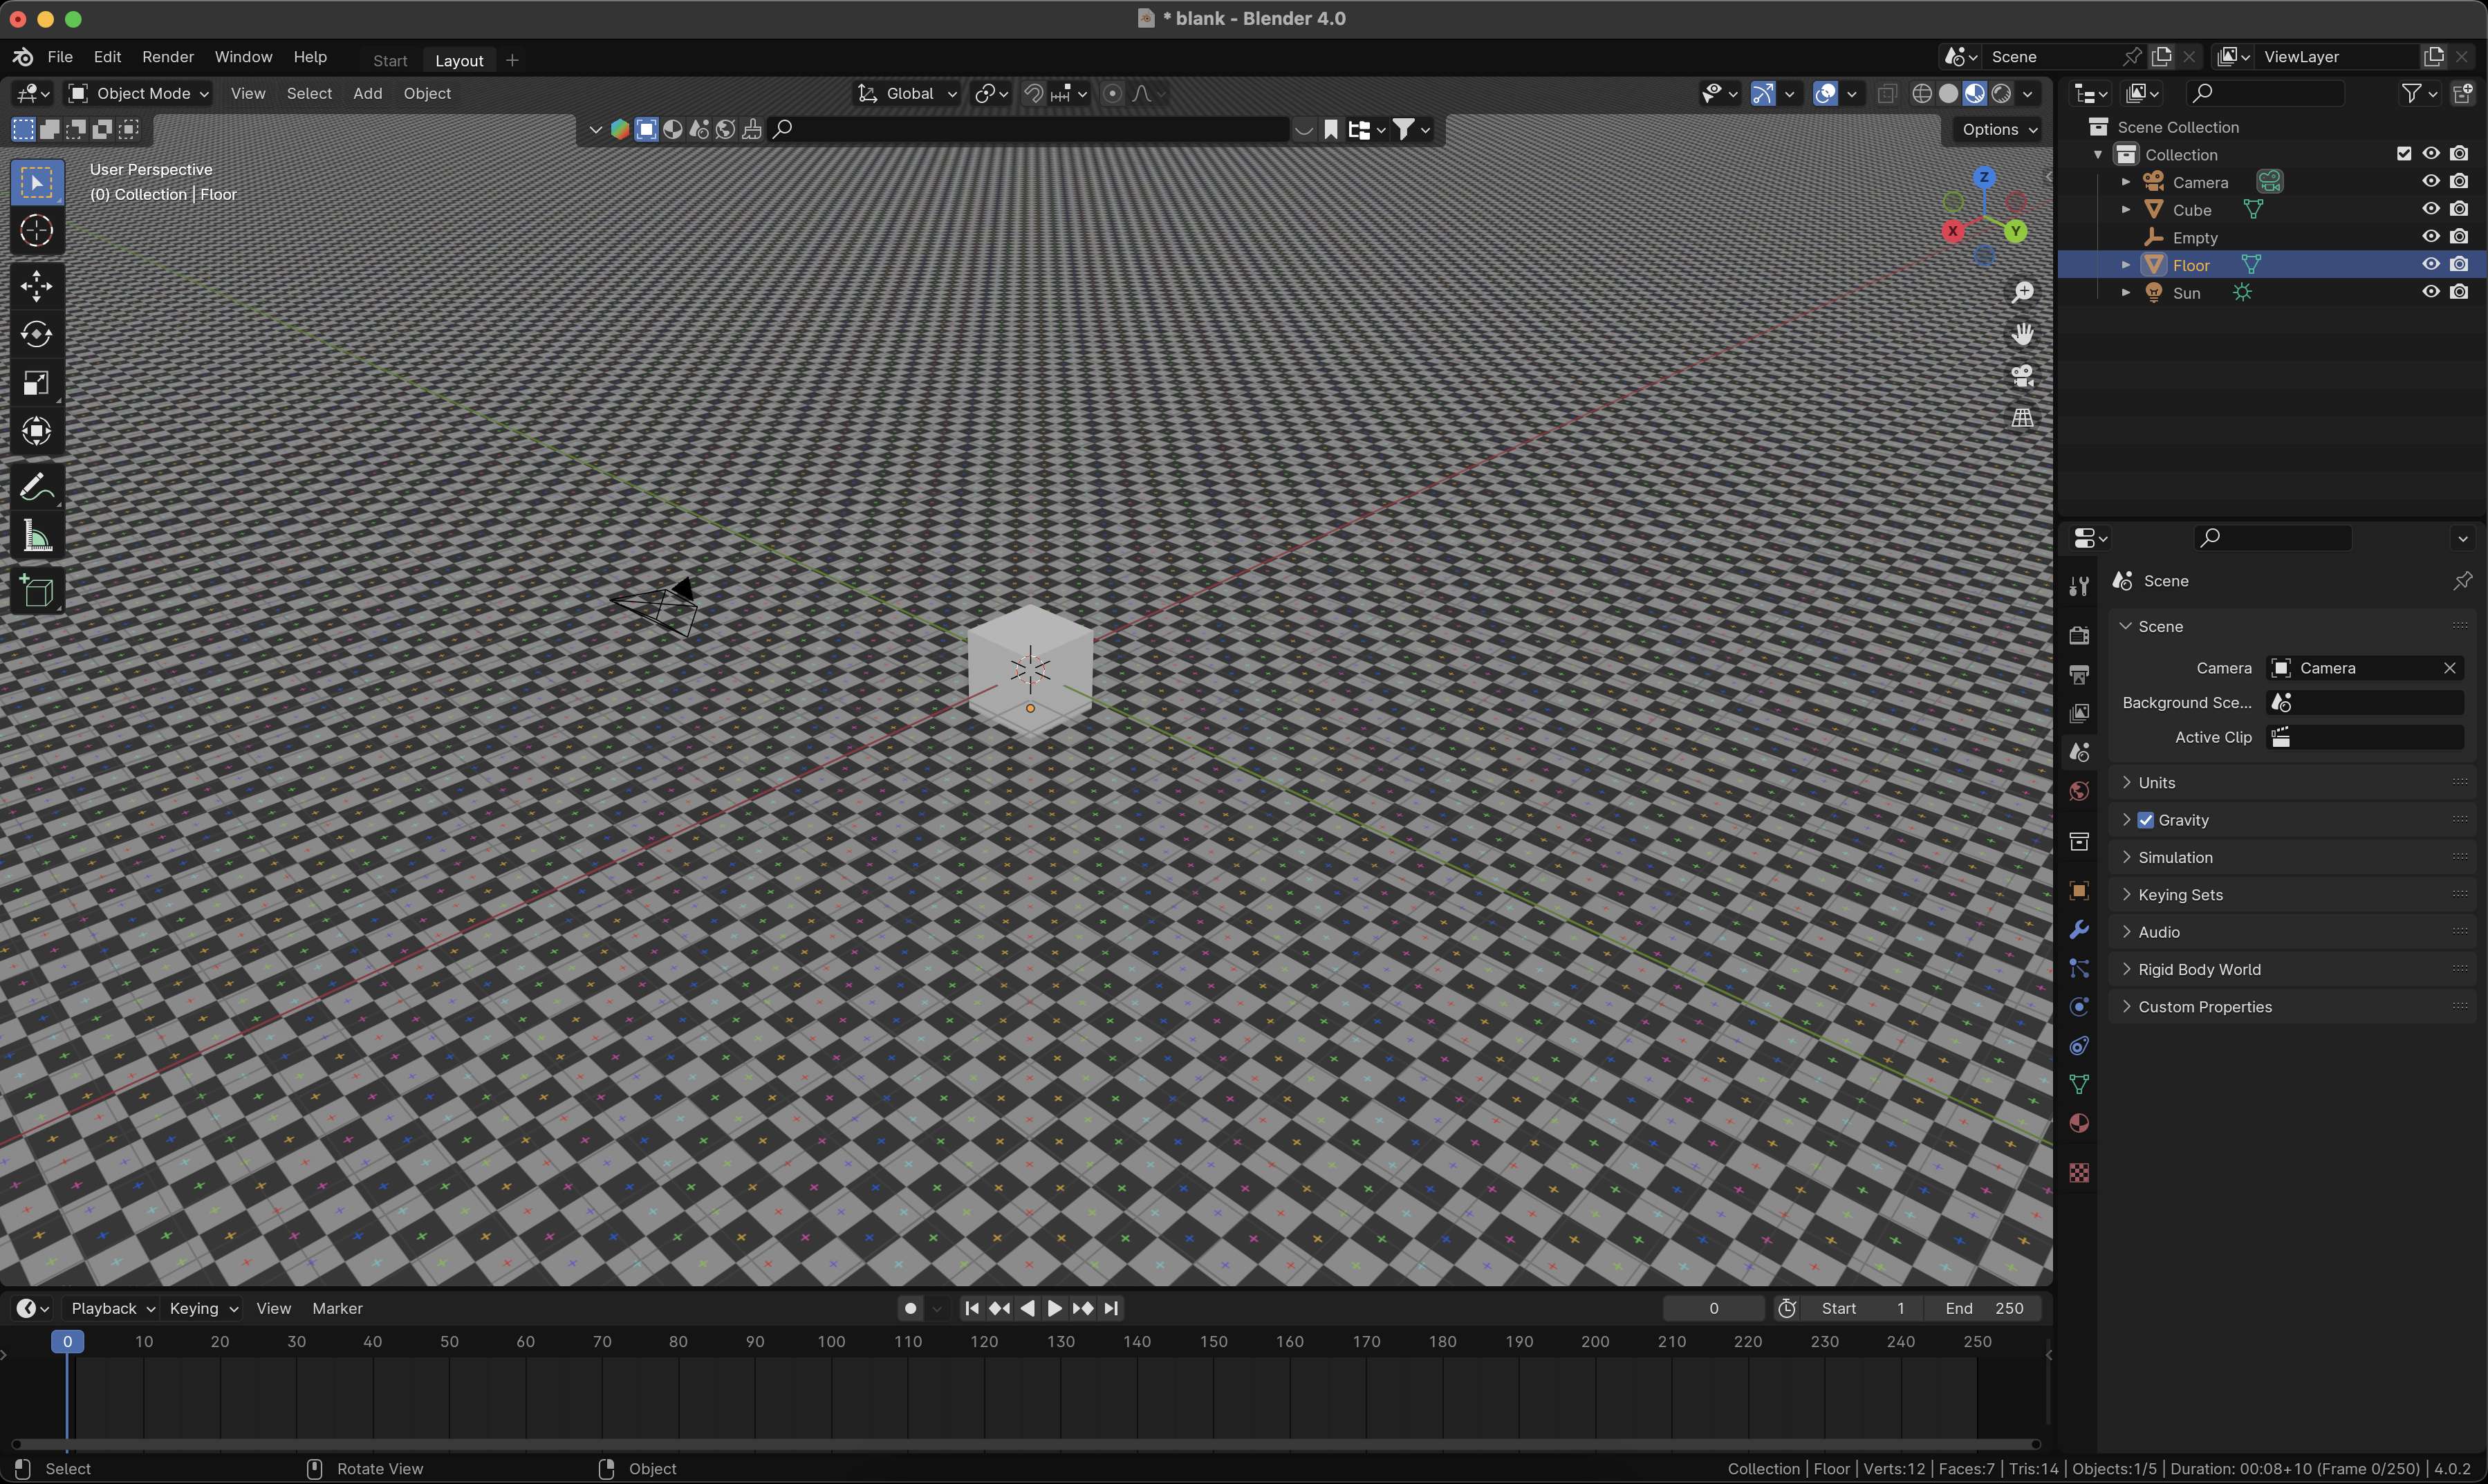 * blank - Blender 4.0
File Edit Render Window Help Start Layout +
Scene ViewLayer
Object Mode View Select Add Object Global
Options
User Perspective
(0) Collection | Floor
Z
X
Y
Scene Collection
Collection
Camera
Cube
Empty
Floor
Sun
Scene
Scene
Camera Camera
Background Sce...
Active Clip
Units
Gravity
Simulation
Keying Sets
Audio
Rigid Body World
Custom Properties
Playback Keying View Marker 0 Start 1 End 250
0 10 20 30 40 50 60 70 80 90 100 110 120 130 140 150 160 170 180 190 200 210 220 230 240 250
Select Rotate View Object Collection | Floor | Verts:12 | Faces:7 | Tris:14 | Objects:1/5 | Duration: 00:08+10 (Frame 0/250) | 4.0.2